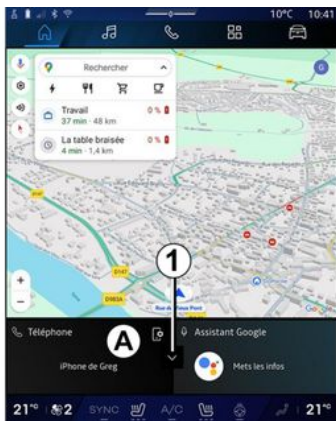 10°C 10:41
Rechercher
G
Travail
37 min · 48 km
0 %
La table braisée
4 min · 1,4 km
0 %
D147
D983A
+
−
1
A
Téléphone
iPhone de Greg
Assistant Google
Mets les infos
21°° 2 SYNC A/C 21°°